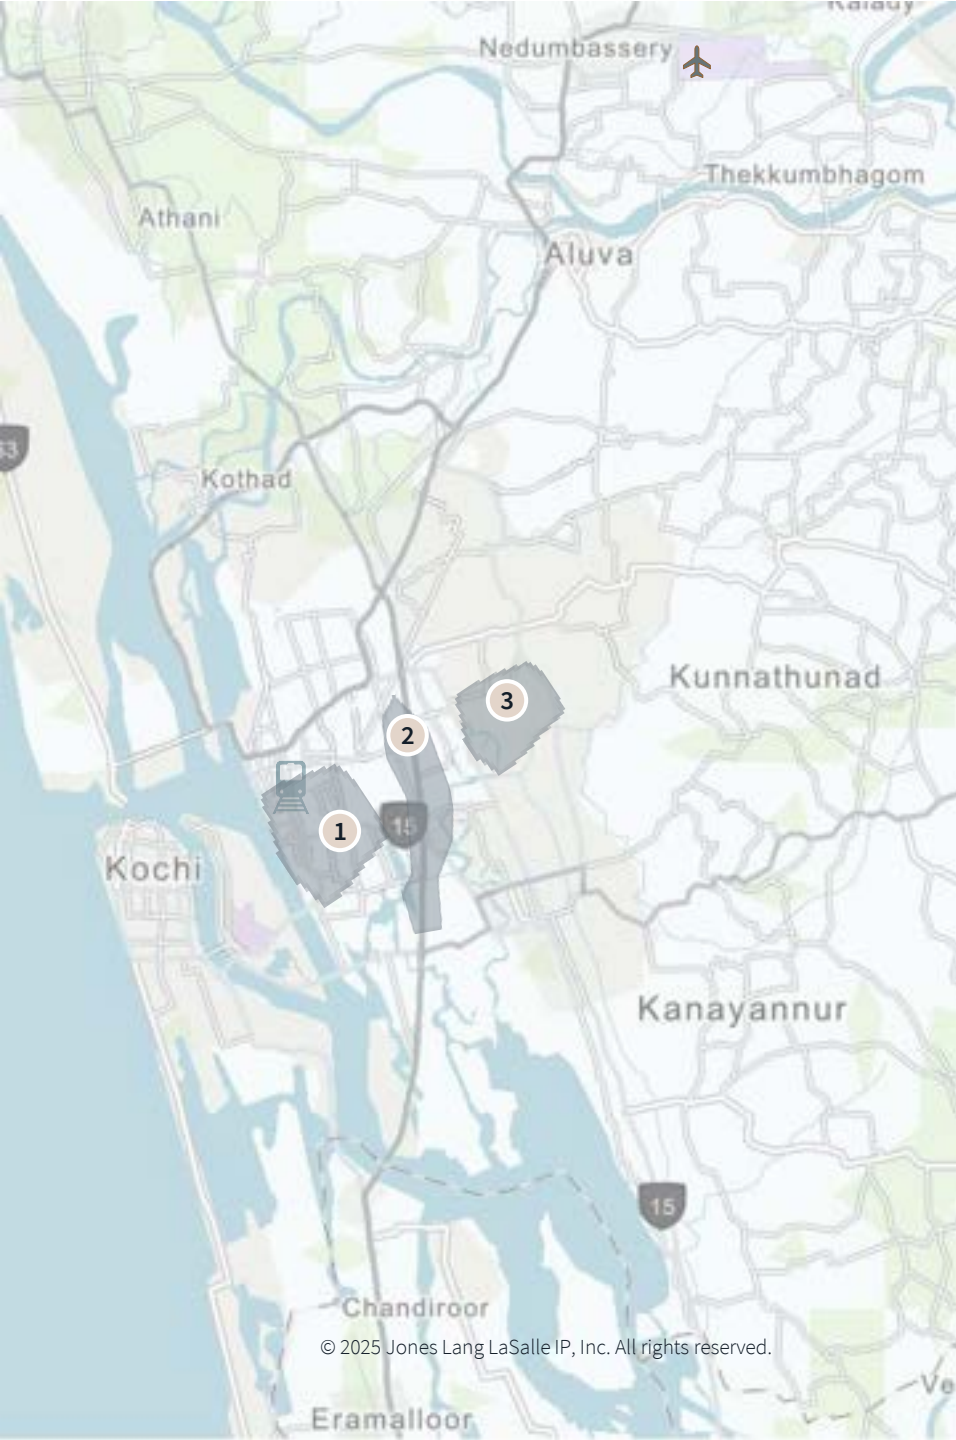 Kalady
Nedumbassery
Thekkumbhagom
Athani
Aluva
Kothad
Kunnathunad
3
2
1
15
Kochi
Kanayannur
15
Chandiroor
© 2025 Jones Lang LaSalle IP, Inc. All rights reserved.
Eramalloor